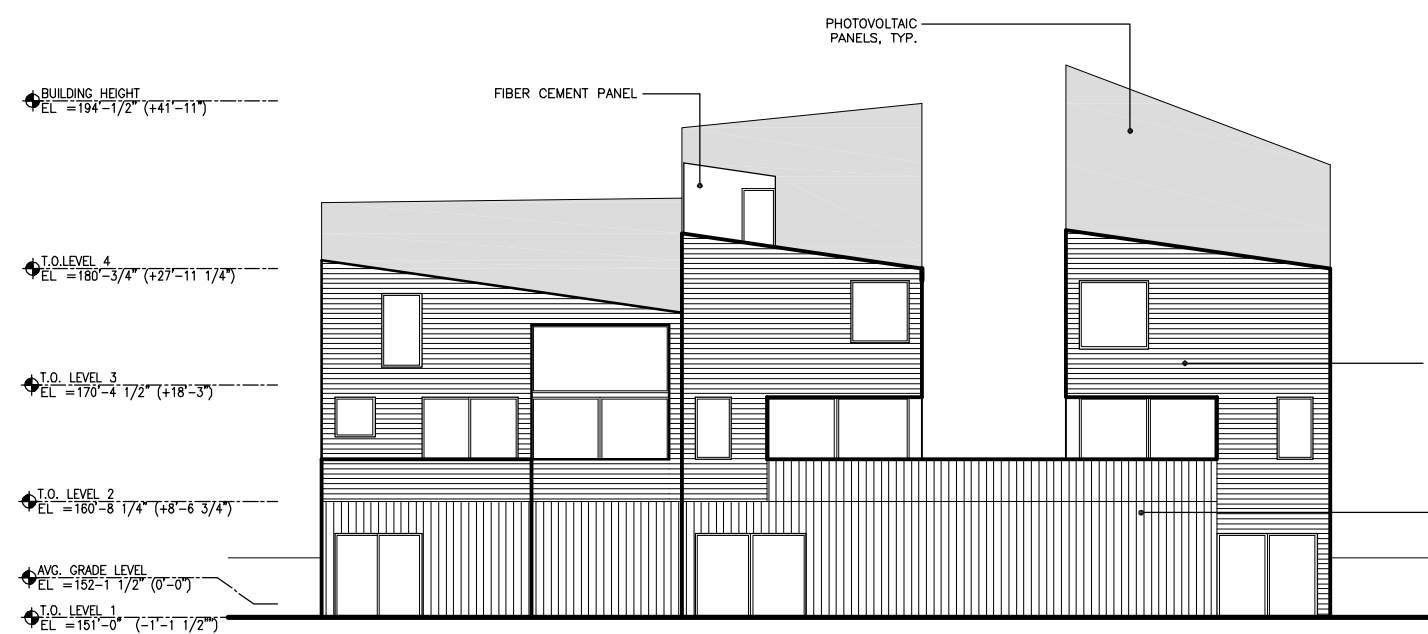 PHOTOVOLTAIC
PANELS, TYP.
FIBER CEMENT PANEL
BUILDING HEIGHT
EL =194'-1/2" (+41'-11")
T.O.LEVEL 4
EL =180'-3/4" (+27'-11 1/4")
T.O. LEVEL 3
EL =170'-4 1/2" (+18'-3")
T.O. LEVEL 2
EL =160'-8 1/4" (+8'-6 3/4")
AVG. GRADE LEVEL
EL =152-1 1/2" (0'-0")
T.O. LEVEL 1
EL =151'-0" (-1'-1 1/2"")